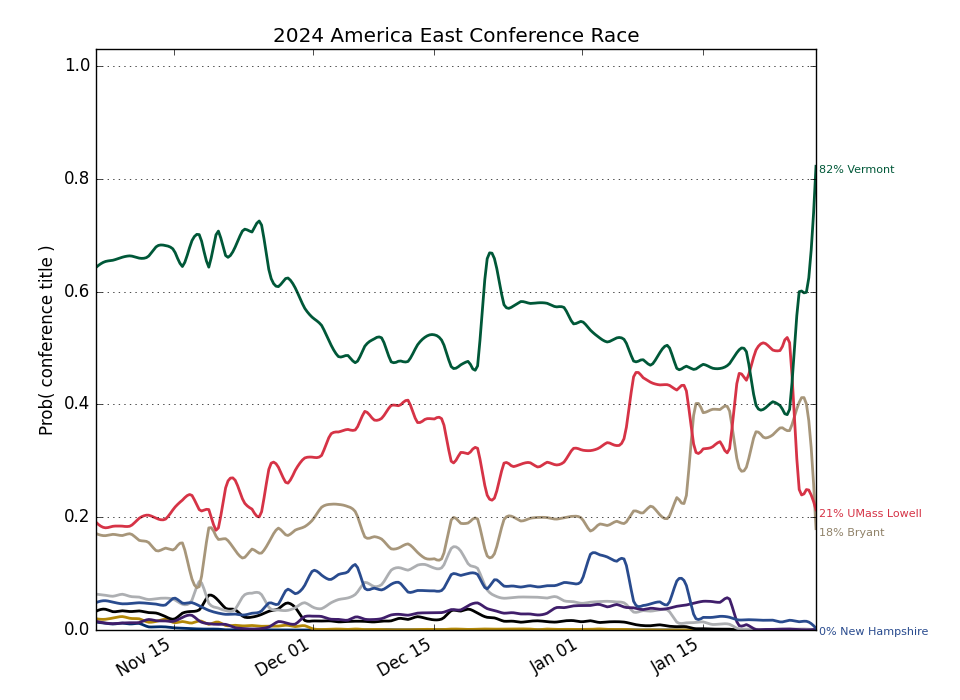 2024 America East Conference Race
Prob( conference title )
1.0
0.8
0.6
0.4
0.2
0.0
82% Vermont
21% UMass Lowell
18% Bryant
0% New Hampshire
Nov 15
Dec 01
Dec 15
Jan 01
Jan 15